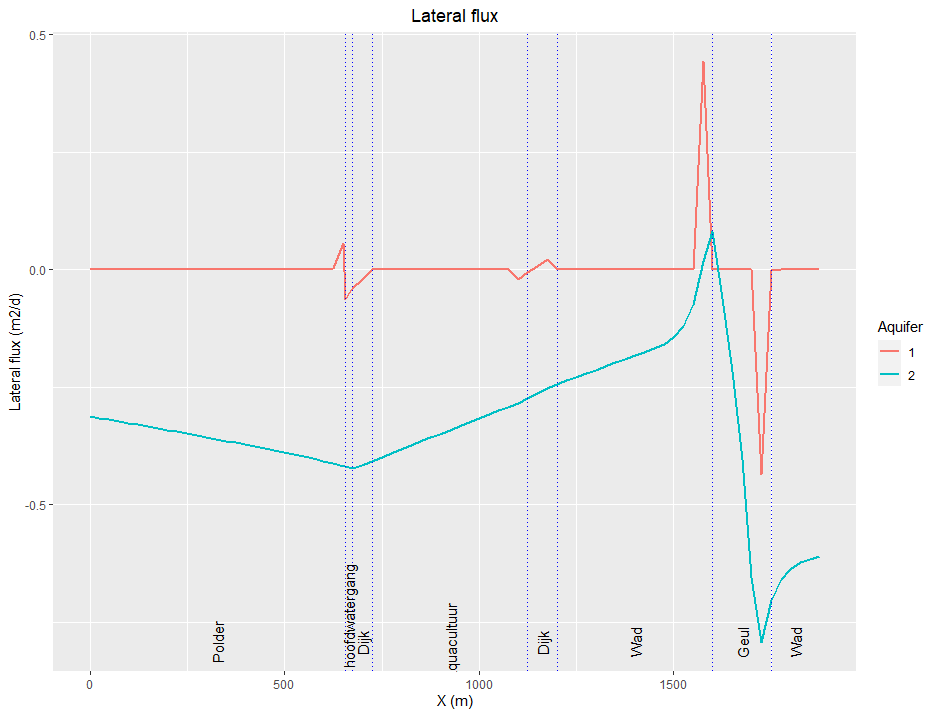 Lateral flux
0.5
0.0
-0.5
Lateral flux (m2/d)
Polder
hoofdwatergang
Dijk
quacultuur
Dijk
Wad
Geul
Wad
0
500
1000
1500
X (m)
Aquifer
1
2